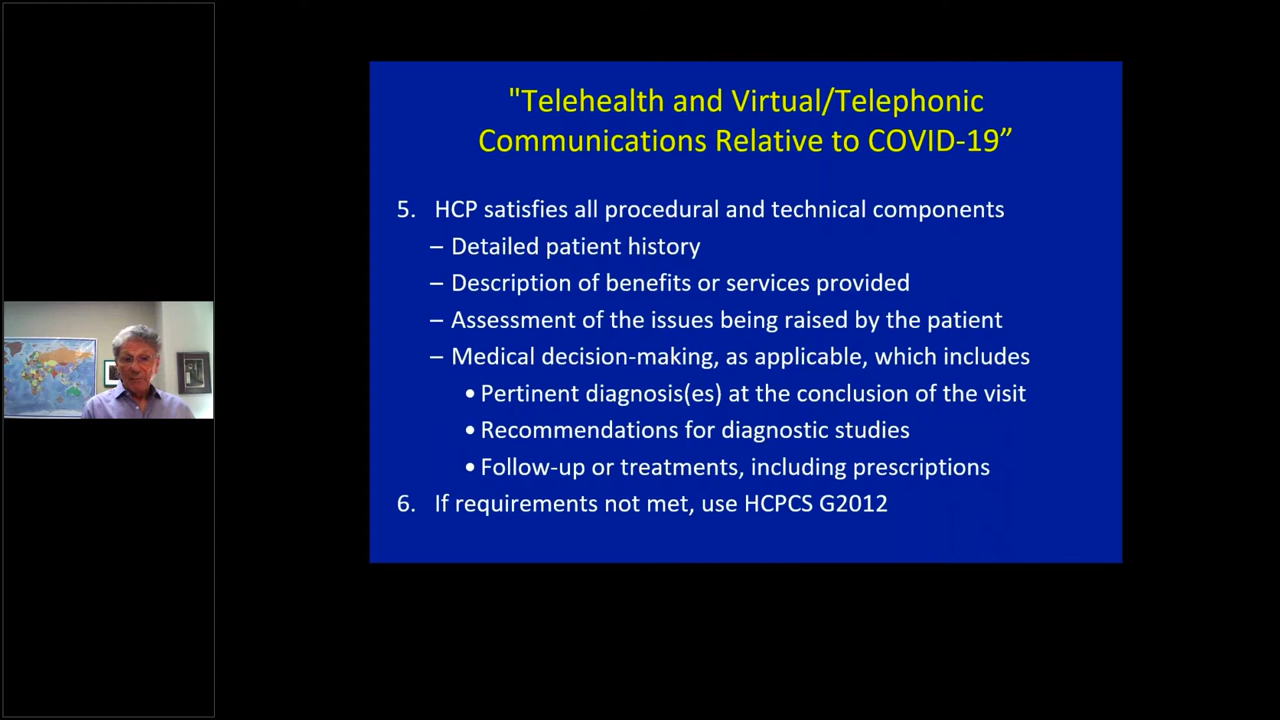 "Telehealth and Virtual/Telephonic
Communications Relative to COVID-19”
5. HCP satisfies all procedural and technical components
– Detailed patient history
– Description of benefits or services provided
– Assessment of the issues being raised by the patient
– Medical decision-making, as applicable, which includes
• Pertinent diagnosis(es) at the conclusion of the visit
• Recommendations for diagnostic studies
• Follow-up or treatments, including prescriptions
6. If requirements not met, use HCPCS G2012